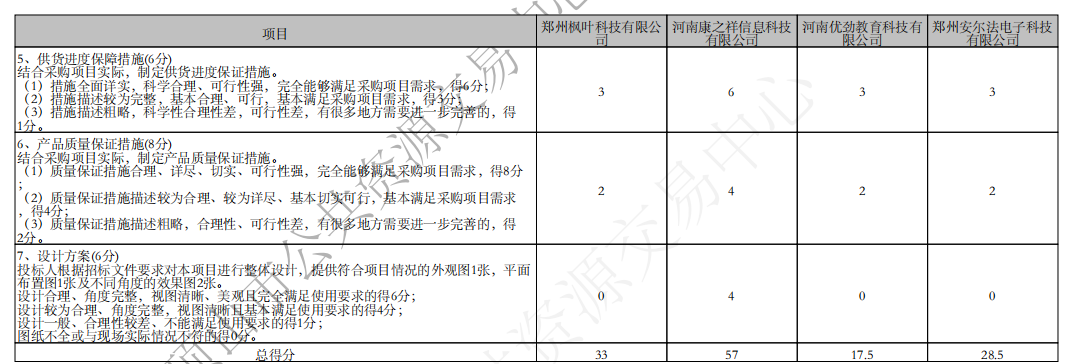 项目
郑州枫叶科技有限公
司
河南康之祥信息科技
有限公司
河南优劲教育科技有
限公司
郑州安尔法电子科技
有限公司
5、供货进度保障措施(6分)
结合采购项目实际，制定供货进度保证措施。
（1）措施全面详实，科学合理、可行性强，完全能够满足采购项目需求，得6分；
（2）措施描述较为完整，基本合理、可行，基本满足采购项目需求，得3分；
（3）措施描述粗略，科学性合理性差，可行性差，有很多地方需要进一步完善的，得
1分。
3
6
3
3
6、产品质量保证措施(8分)
结合采购项目实际，制定产品质量保证措施。
（1）质量保证措施合理、详尽、切实、可行性强，完全能够满足采购项目需求，得8分
；
（2）质量保证措施描述较为合理、较为详尽、基本切实可行，基本满足采购项目需求
，得4分；
（3）质量保证措施描述粗略，合理性、可行性差，有很多地方需要进一步完善的，得
2分。
2
4
2
2
7、设计方案(6分)
投标人根据招标文件要求对本项目进行整体设计，提供符合项目情况的外观图1张，平面
布置图1张及不同角度的效果图2张。
设计合理、角度完整，视图清晰、美观且完全满足使用要求的得6分；
设计较为合理、角度完整，视图清晰且基本满足使用要求的得4分；
设计一般、合理性较差、不能满足使用要求的得1分；
图纸不全或与现场实际情况不符的得0分。
0
4
0
0
总得分
33
57
17.5
28.5
项目市公共资源交易中心
资源交易中心